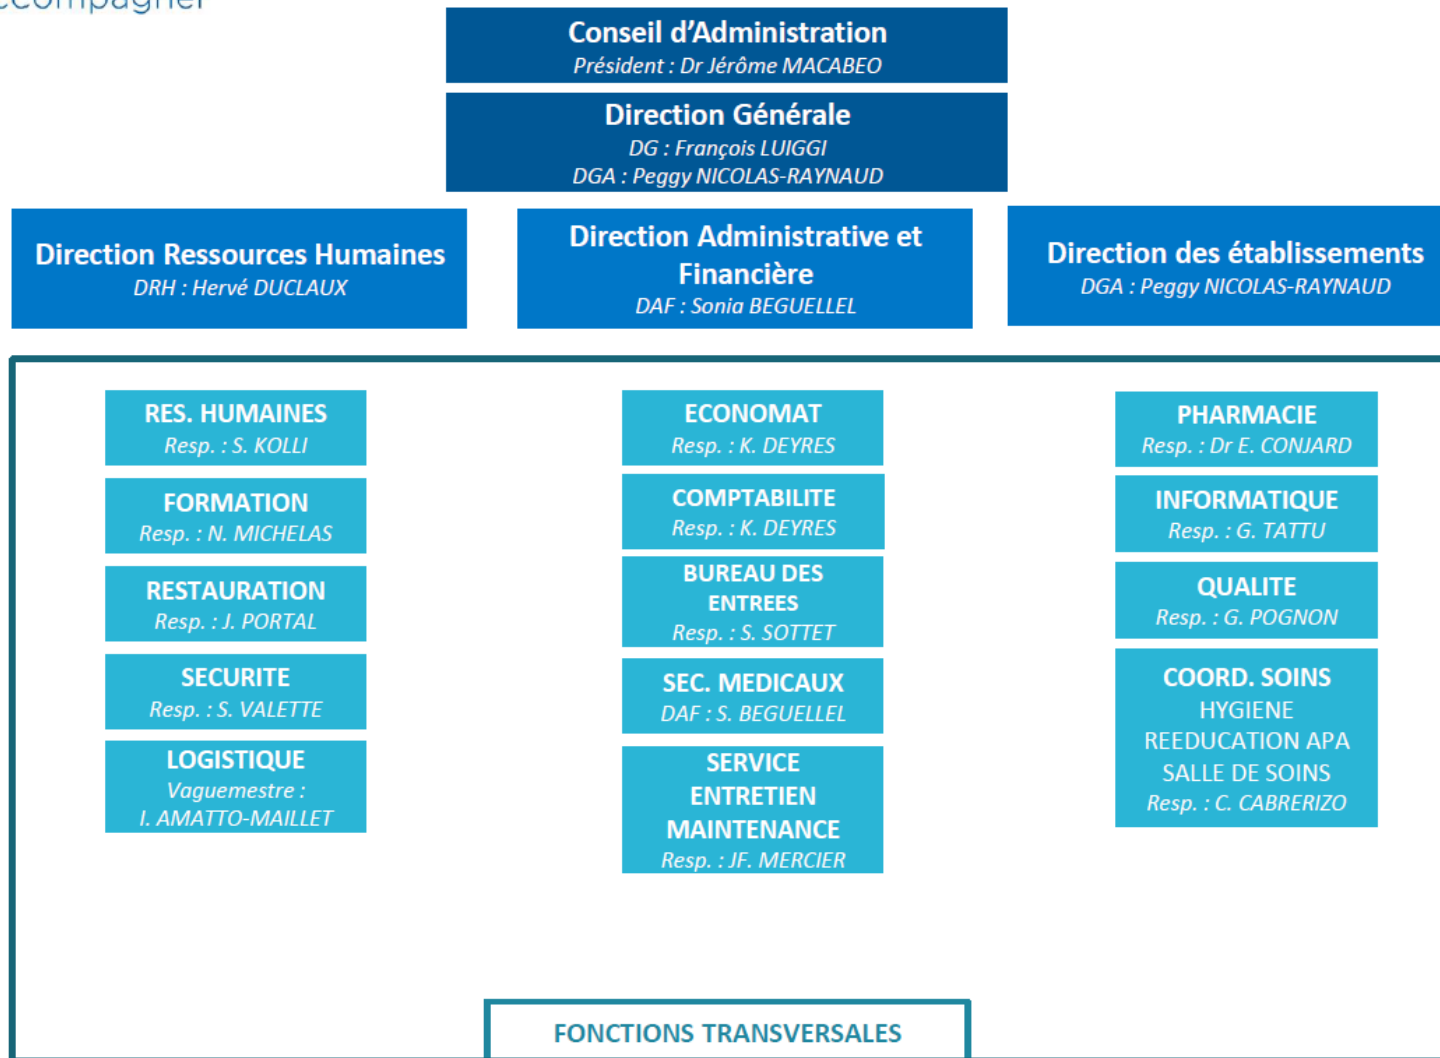 Conseil d'Administration
Président : Dr Jérôme MACABEO
Direction Générale
DG : François LUIGGI
DGA : Peggy NICOLAS-RAYNAUD
Direction Ressources Humaines
DRH : Hervé DUCLAUX
Direction Administrative et
Financière
DAF : Sonia BEGUELLEL
Direction des établissements
DGA : Peggy NICOLAS-RAYNAUD
RES. HUMAINES
Resp. : S. KOLLI
FORMATION
Resp. : N. MICHELAS
RESTAURATION
Resp. : J. PORTAL
SECURITE
Resp. : S. VALETTE
LOGISTIQUE
Vaguemestre :
I. AMATTO-MAILLET
ECONOMAT
Resp. : K. DEYRES
COMPTABILITE
Resp. : K. DEYRES
BUREAU DES
ENTREES
Resp. : S. SOTTET
SEC. MEDICAUX
DAF : S. BEGUELLEL
SERVICE
ENTRETIEN
MAINTENANCE
Resp. : JF. MERCIER
PHARMACIE
Resp. : Dr E. CONJARD
INFORMATIQUE
Resp. : G. TATTU
QUALITE
Resp. : G. POGNON
COORD. SOINS
HYGIENE
REEDUCATION APA
SALLE DE SOINS
Resp. : C. CABRERIZO
FONCTIONS TRANSVERSALES